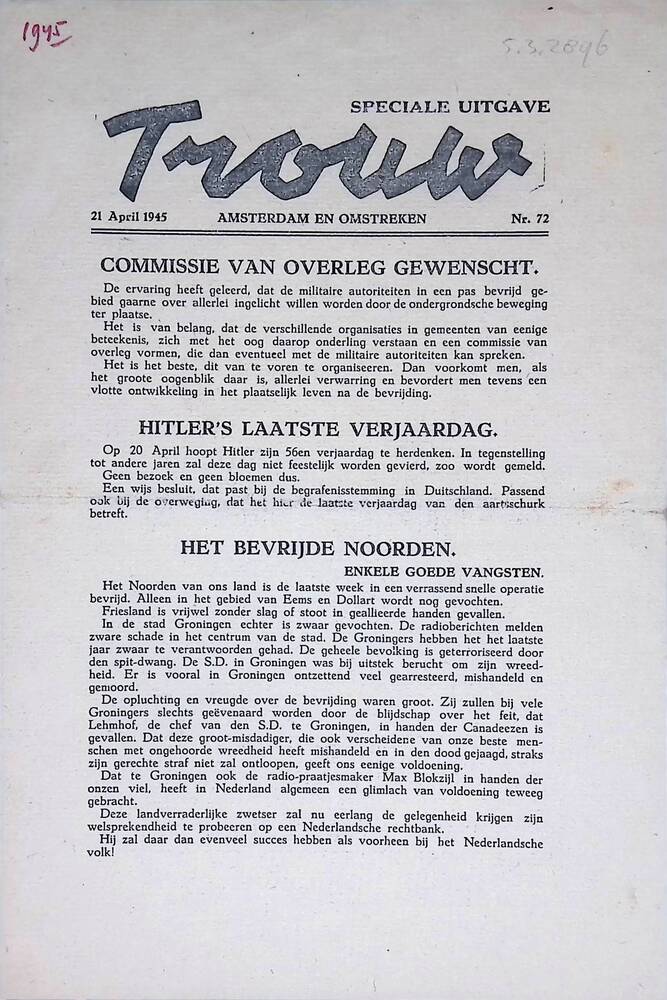 1945
S.3.2846
SPECIALE UITGAVE
Trouw
21 April 1945 AMSTERDAM EN OMSTREKEN Nr. 72
COMMISSIE VAN OVERLEG GEWENSCHT.
De ervaring heeft geleerd, dat de militaire autoriteiten in een pas bevrijd ge-
bied gaarne over allerlei ingelicht willen worden door de ondergrondsche beweging
ter plaatse.
Het is van belang, dat de verschillende organisaties in gemeenten van eenige
beteekenis, zich met het oog daarop onderling verstaan en een commissie van
overleg vormen, die dan eventueel met de militaire autoriteiten kan spreken.
Het is het beste, dit van te voren te organiseeren. Dan voorkomt men, als
het groote oogenblik daar is, allerlei verwarring en bevordert men tevens een
vlotte ontwikkeling in het plaatselijk leven na de bevrijding.
HITLER'S LAATSTE VERJAARDAG.
Op 20 April hoopt Hitler zijn 56en verjaardag te herdenken. In tegenstelling
tot andere jaren zal deze dag niet feestelijk worden gevierd, zoo wordt gemeld.
Geen bezoek en geen bloemen dus.
Een wijs besluit, dat past bij de begrafenisstemming in Duitschland. Passend
ook bij de overweging, dat het hier de laatste verjaardag van den aartsschurk
betreft.
HET BEVRIJDE NOORDEN.
ENKELE GOEDE VANGSTEN.
Het Noorden van ons land is de laatste week in een verrassend snelle operatie
bevrijd. Alleen in het gebied van Eems en Dollart wordt nog gevochten.
Friesland is vrijwel zonder slag of stoot in geallieerde handen gevallen.
In de stad Groningen echter is zwaar gevochten. De radioberichten melden
zware schade in het centrum van de stad. De Groningers hebben het het laatste
jaar zwaar te verantwoorden gehad. De geheele bevolking is geterroriseerd door
den spit-dwang. De S.D. in Groningen was bij uitstek berucht om zijn wreed-
heid. Er is vooral in Groningen ontzettend veel gearresteerd, mishandeld en
gemoord.
De opluchting en vreugde over de bevrijding waren groot. Zij zullen bij vele
Groningers slechts geëvenaard worden door de blijdschap over het feit, dat
Lehmhof, de chef van den S.D. te Groningen, in handen der Canadeezen is
gevallen. Dat deze groot-misdadiger, die ook verscheidene van onze beste men-
schen met ongehoorde wreedheid heeft mishandeld en in den dood gejaagd, straks
zijn gerechte straf niet zal ontloopen, geeft ons eenige voldoening.
Dat te Groningen ook de radio-praatjesmaker Max Blokzijl in handen der
onzen viel, heeft in Nederland algemeen een glimlach van voldoening teweeg
gebracht.
Deze landverraderlijke zwetser zal nu eerlang de gelegenheid krijgen zijn
welsprekendheid te probeeren op een Nederlandsche rechtbank.
Hij zal daar dan evenveel succes hebben als voorheen bij het Nederlandsche
volk!